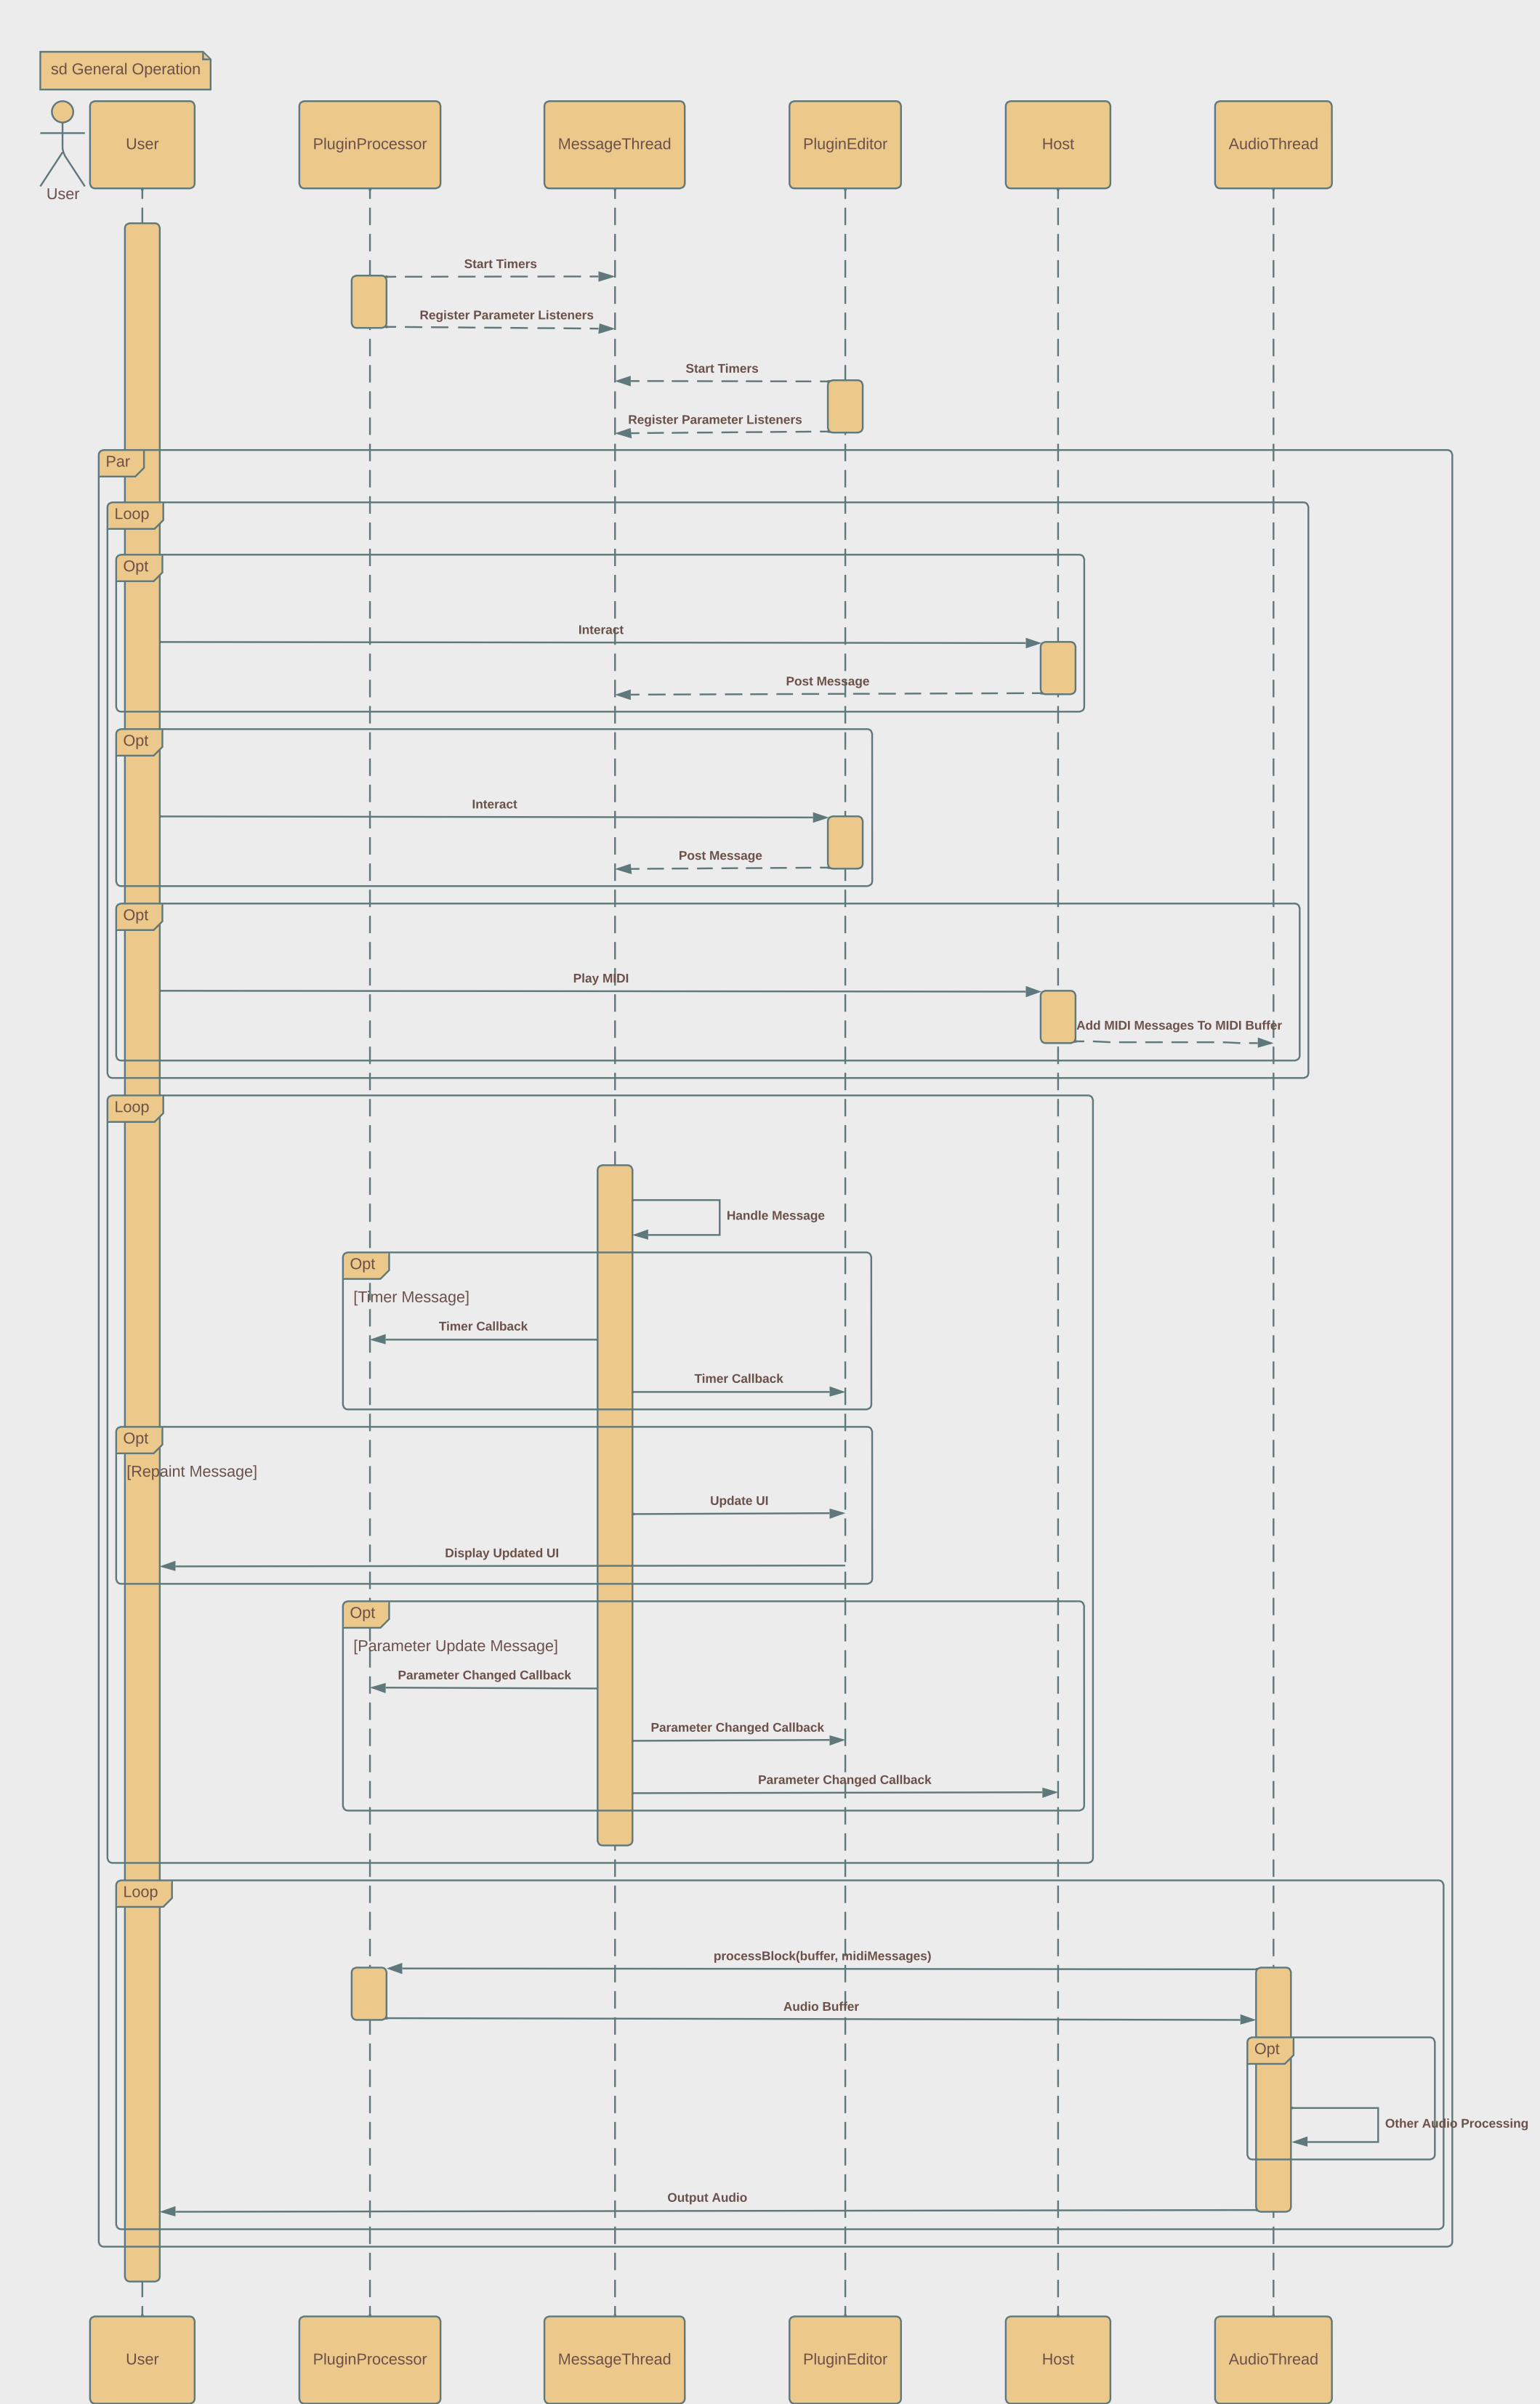 sd General Operation
User
User
PluginProcessor
MessageThread
PluginEditor
Host
AudioThread
Start Timers
Register Parameter Listeners
Start Timers
Register Parameter Listeners
Par
Loop
Opt
Interact
Post Message
Opt
Interact
Post Message
Opt
Play MIDI
Add MIDI Messages To MIDI Buffer
Loop
Handle Message
Opt
[Timer Message]
Timer Callback
Timer Callback
Opt
[Repaint Message]
Update UI
Display Updated UI
Opt
[Parameter Update Message]
Parameter Changed Callback
Parameter Changed Callback
Parameter Changed Callback
Loop
processBlock(buffer, midiMessages)
Audio Buffer
Opt
Other Audio Processing
Output Audio
User
PluginProcessor
MessageThread
PluginEditor
Host
AudioThread